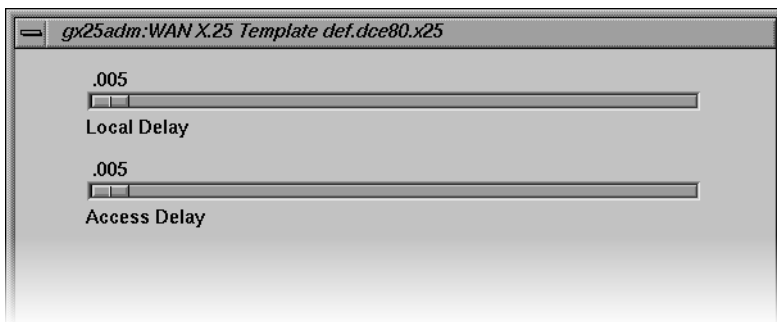 gx25adm:WAN X.25 Template def.dce80.x25
.005
Local Delay
.005
Access Delay